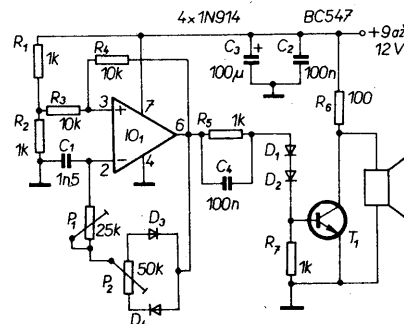 4×1N914
BC547
+9až
12V
R1
1k
R4
10k
C3
+
100µ
C2
100n
R3
10k
3
+
7
IO1
6
R5
1k
R6
100
R2
1k
C1
1n5
2
−
4
C4
100n
D1
D2
P1
25k
D3
P2
50k
R7
1k
T1